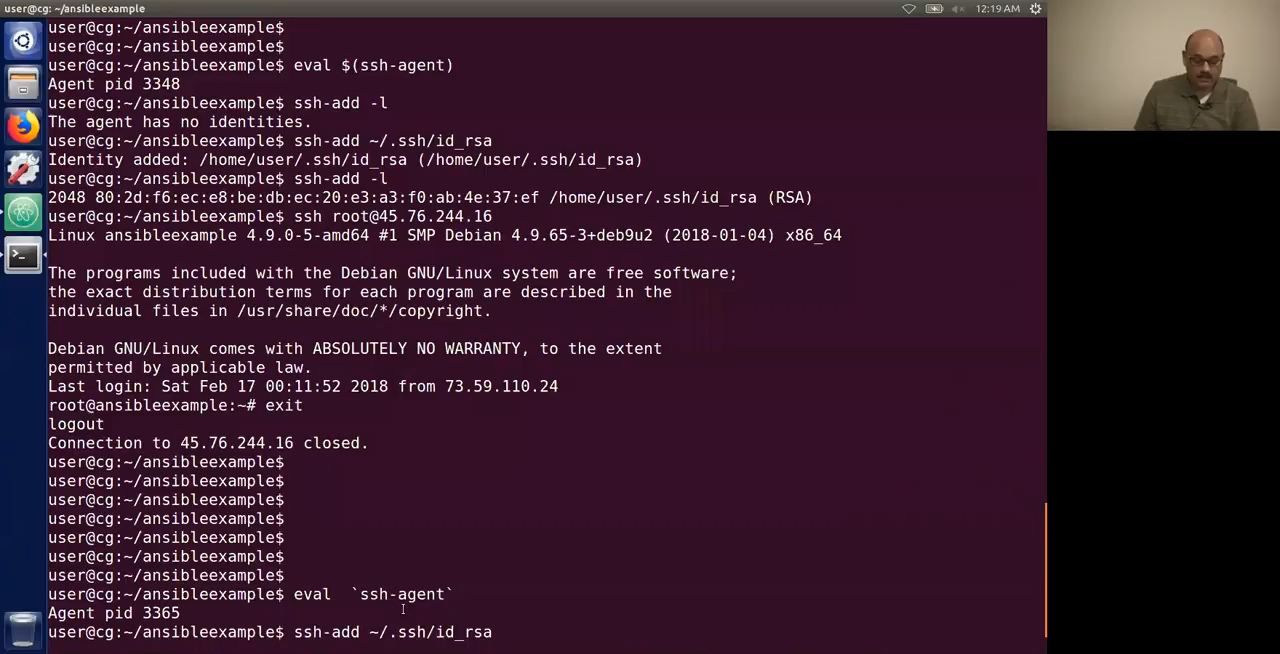 user@cg: ~/ansibleexample
12:19 AM
user@cg:~/ansibleexample$
user@cg:~/ansibleexample$
user@cg:~/ansibleexample$ eval $(ssh-agent)
Agent pid 3348
user@cg:~/ansibleexample$ ssh-add -l
The agent has no identities.
user@cg:~/ansibleexample$ ssh-add ~/.ssh/id_rsa
Identity added: /home/user/.ssh/id_rsa (/home/user/.ssh/id_rsa)
user@cg:~/ansibleexample$ ssh-add -l
2048 80:2d:f6:ec:e8:be:db:ec:20:e3:a3:f0:ab:4e:37:ef /home/user/.ssh/id_rsa (RSA)
user@cg:~/ansibleexample$ ssh root@45.76.244.16
Linux ansibleexample 4.9.0-5-amd64 #1 SMP Debian 4.9.65-3+deb9u2 (2018-01-04) x86_64
The programs included with the Debian GNU/Linux system are free software;
the exact distribution terms for each program are described in the
individual files in /usr/share/doc/*/copyright.
Debian GNU/Linux comes with ABSOLUTELY NO WARRANTY, to the extent
permitted by applicable law.
Last login: Sat Feb 17 00:11:52 2018 from 73.59.110.24
root@ansibleexample:~# exit
logout
Connection to 45.76.244.16 closed.
user@cg:~/ansibleexample$
user@cg:~/ansibleexample$
user@cg:~/ansibleexample$
user@cg:~/ansibleexample$
user@cg:~/ansibleexample$
user@cg:~/ansibleexample$
user@cg:~/ansibleexample$
user@cg:~/ansibleexample$ eval  `ssh-agent`
Agent pid 3365
user@cg:~/ansibleexample$ ssh-add ~/.ssh/id_rsa